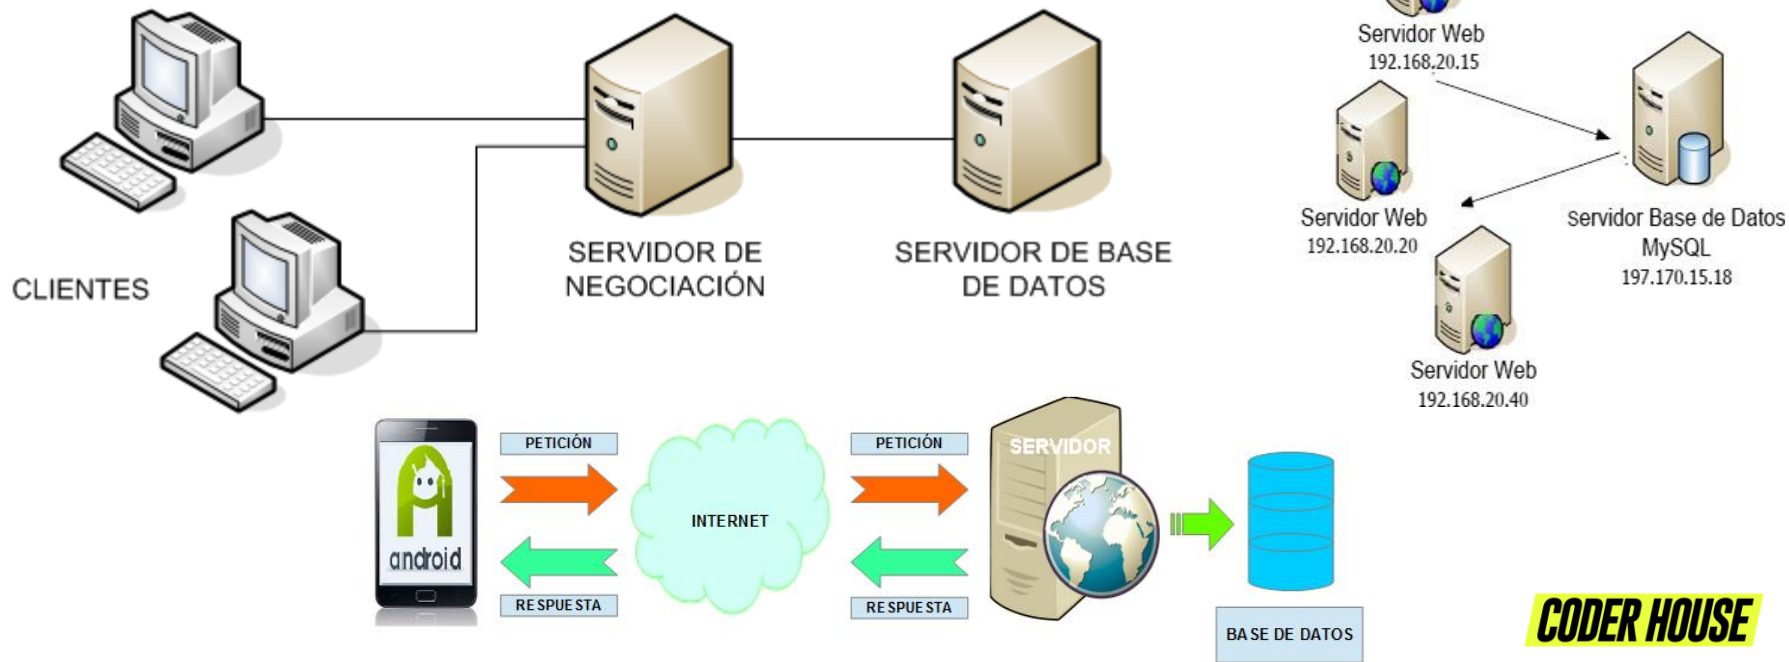 CLIENTES
SERVIDOR DE
NEGOCIACIÓN
SERVIDOR DE BASE
DE DATOS
Servidor Web
192.168.20.15
Servidor Web
192.168.20.20
Servidor Base de Datos
MySQL
197.170.15.18
Servidor Web
192.168.20.40
android
PETICIÓN
RESPUESTA
INTERNET
PETICIÓN
RESPUESTA
SERVIDOR
BASE DE DATOS
CODER HOUSE